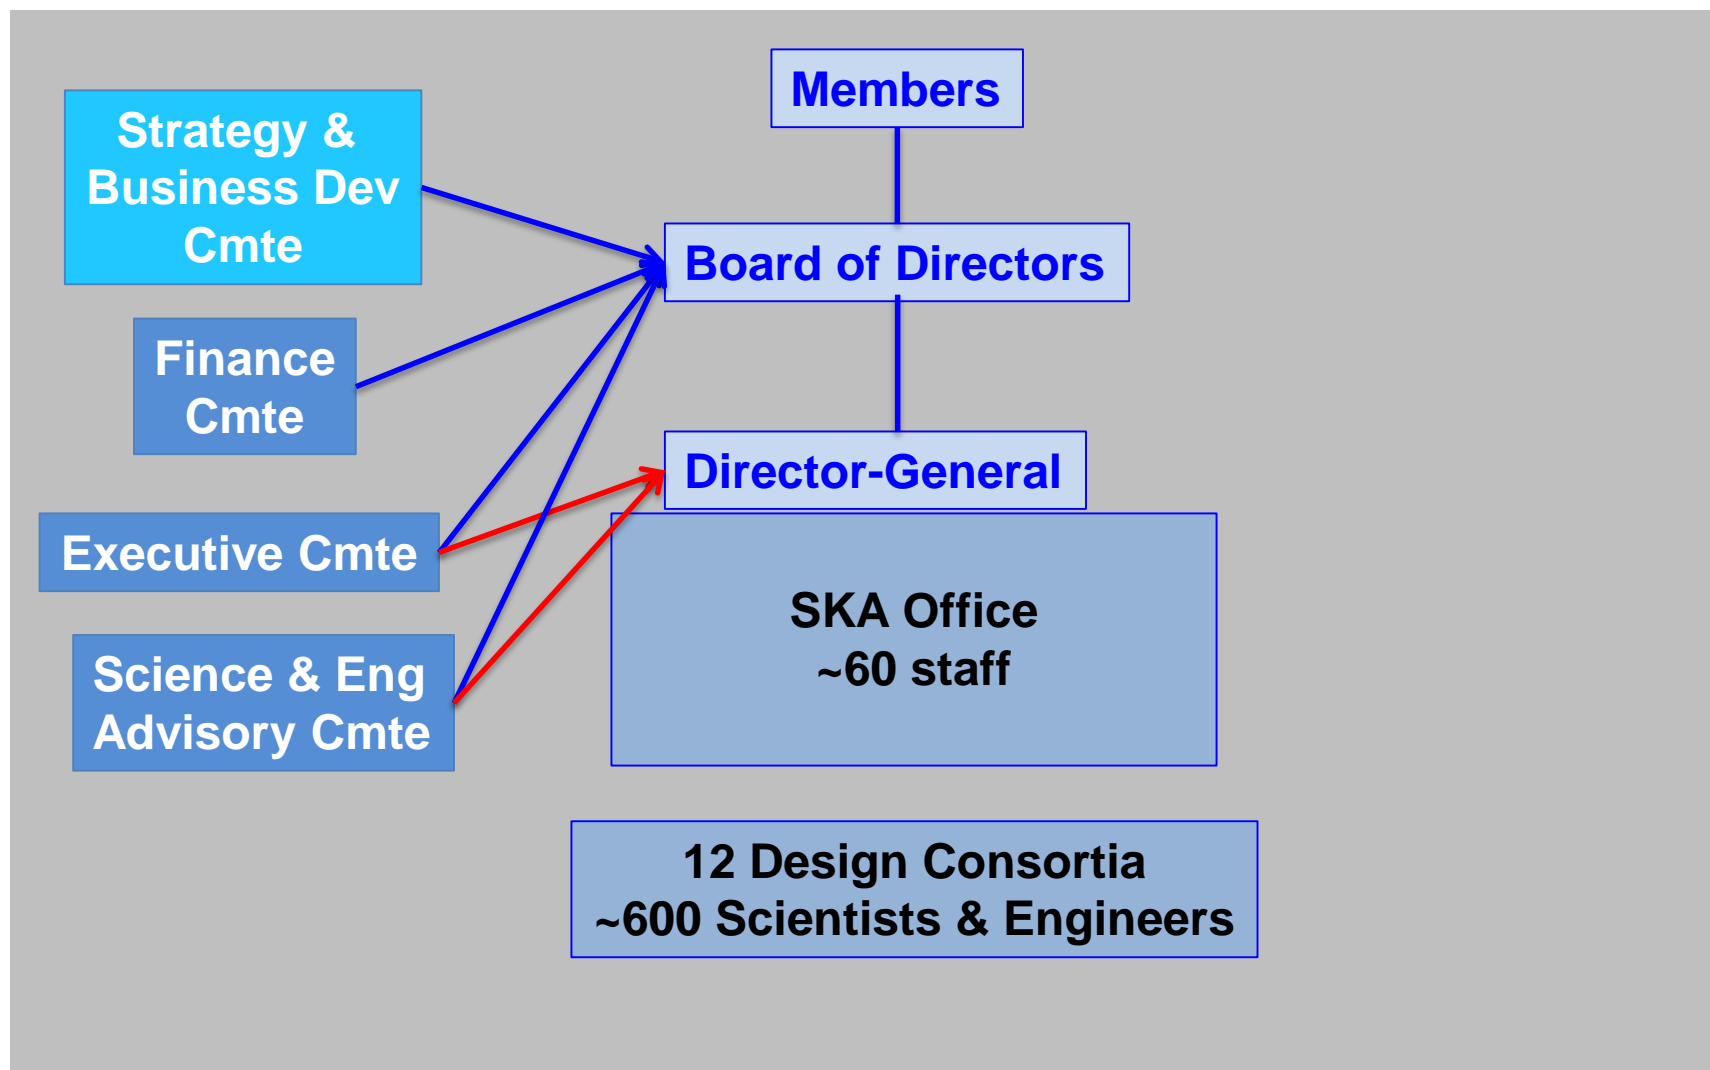 Members
Strategy &
Business Dev
Cmte
Board of Directors
Finance
Cmte
Director-General
Executive Cmte
SKA Office
~60 staff
Science & Eng
Advisory Cmte
12 Design Consortia
~600 Scientists & Engineers